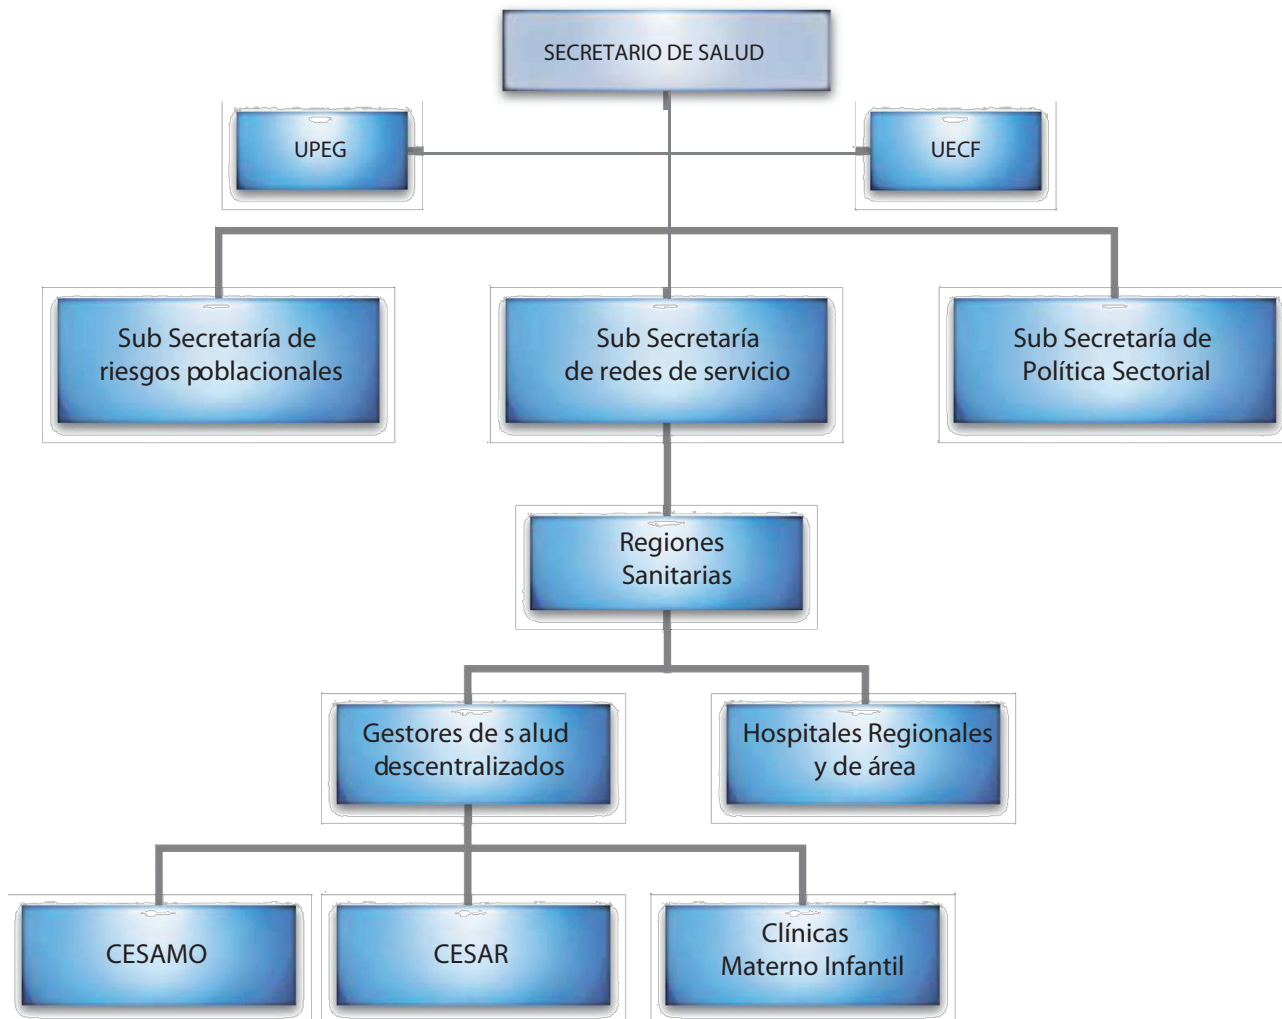 SECRETARIO DE SALUD
UPEG
UECF
Sub Secretaría de
riesgos poblacionales
Sub Secretaría
de redes de servicio
Sub Secretaría de
Política Sectorial
Regiones
Sanitarias
Gestores de s alud
descentralizados
Hospitales Regionales
y de área
CESAMO
CESAR
Clínicas
Materno Infantil